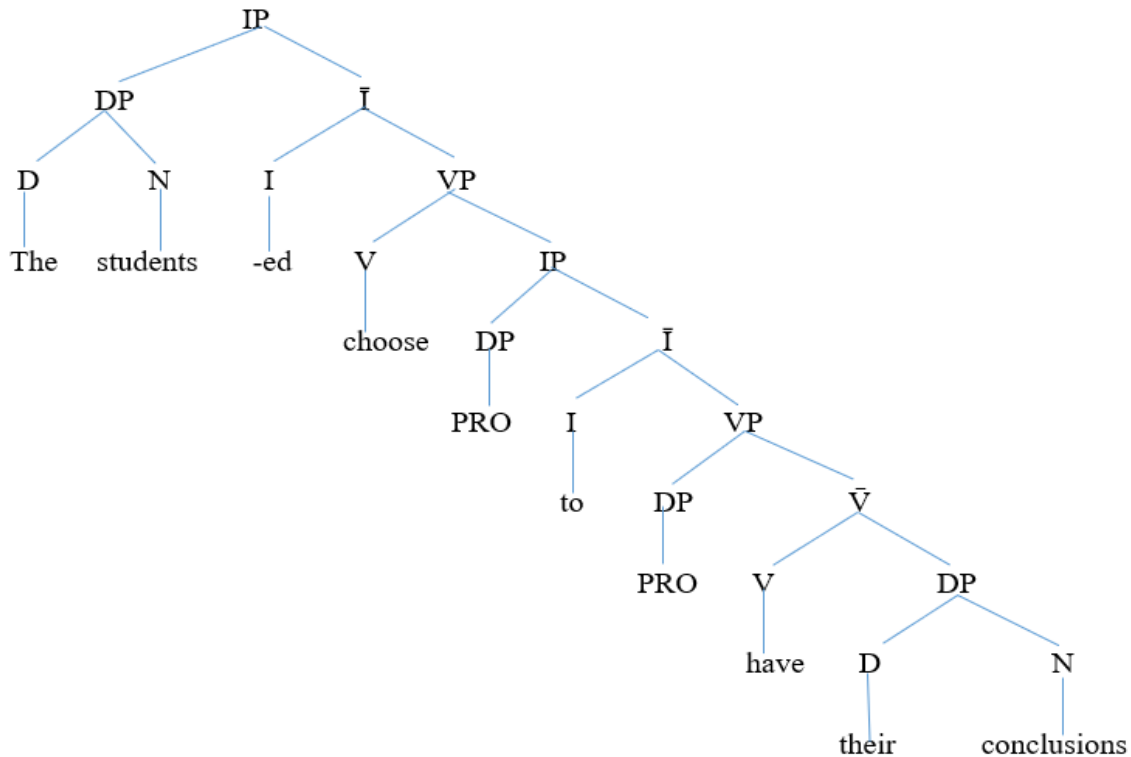 IP
DP Ī
D N I VP
The students -ed V IP
choose DP Ī
PRO I VP
to DP V̄
PRO V DP
have D N
their conclusions